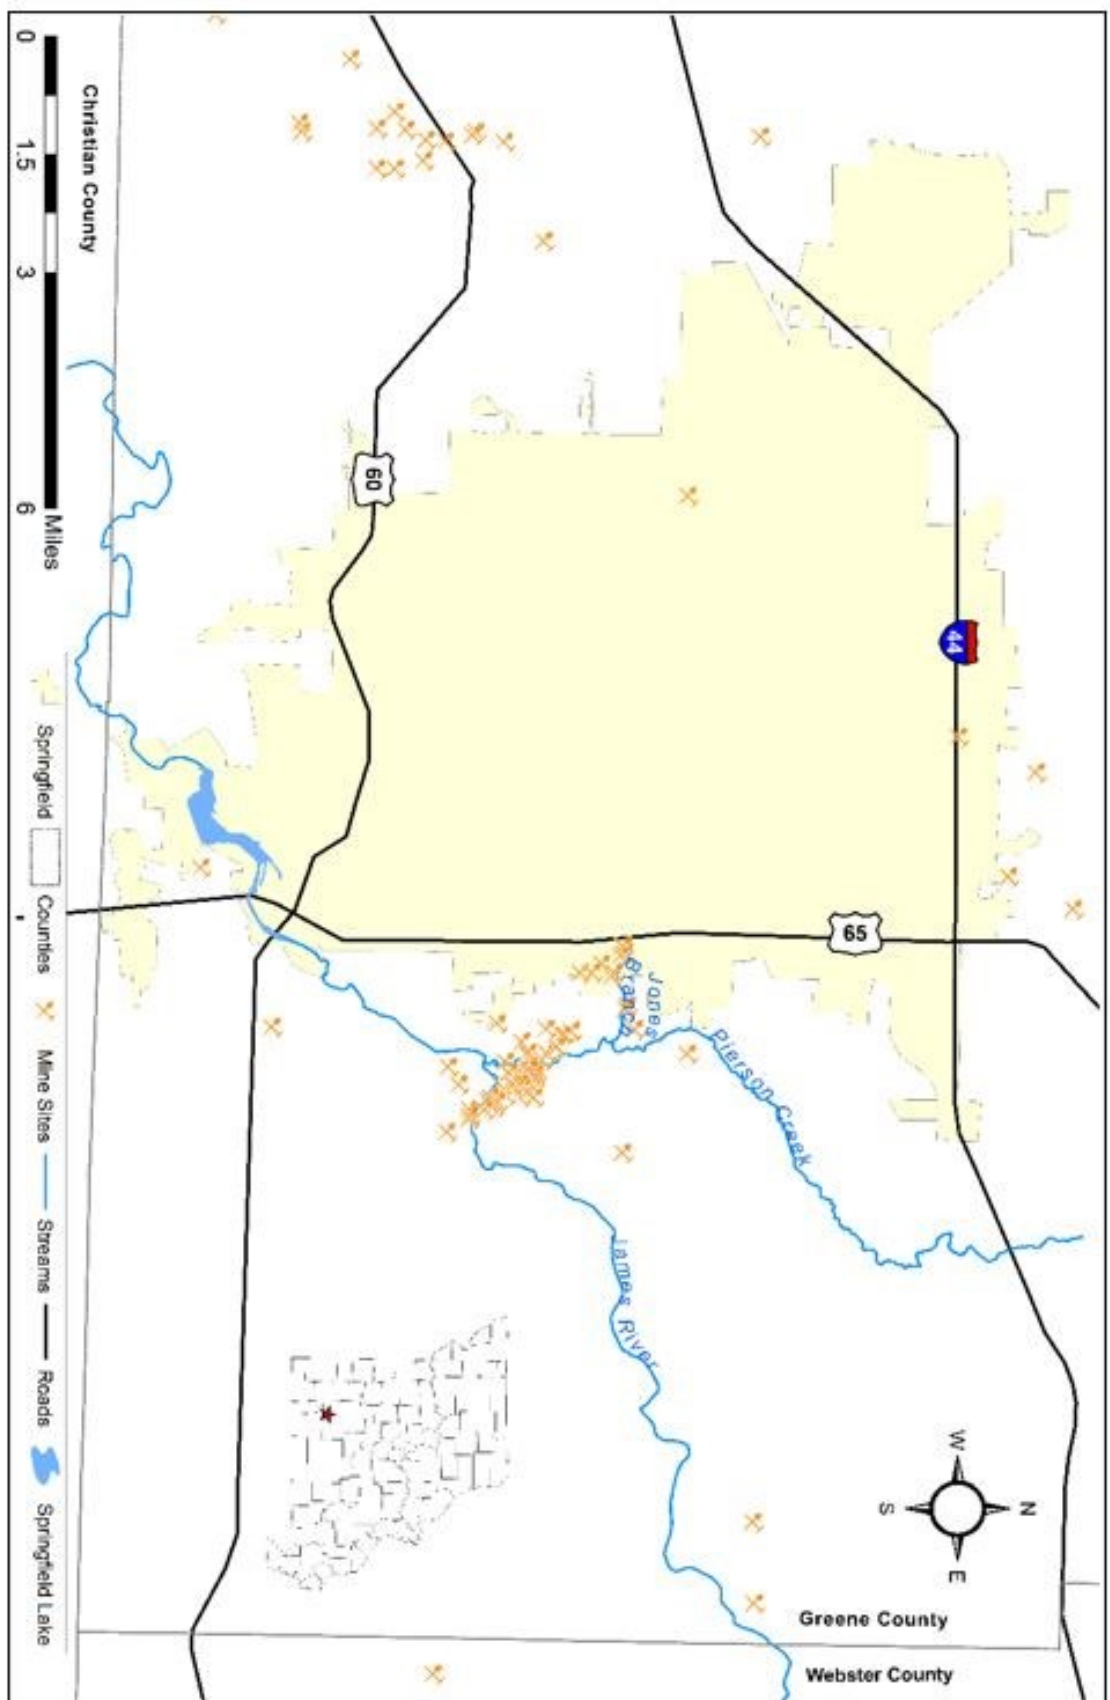 44
65
60
Jones
Branch
Pierson Creek
James River
W
N
S
E
Greene County
Webster County
Christian County
0
1.5
3
6
Miles
Springfield
Counties
Mine Sites
Streams
Roads
Springfield Lake